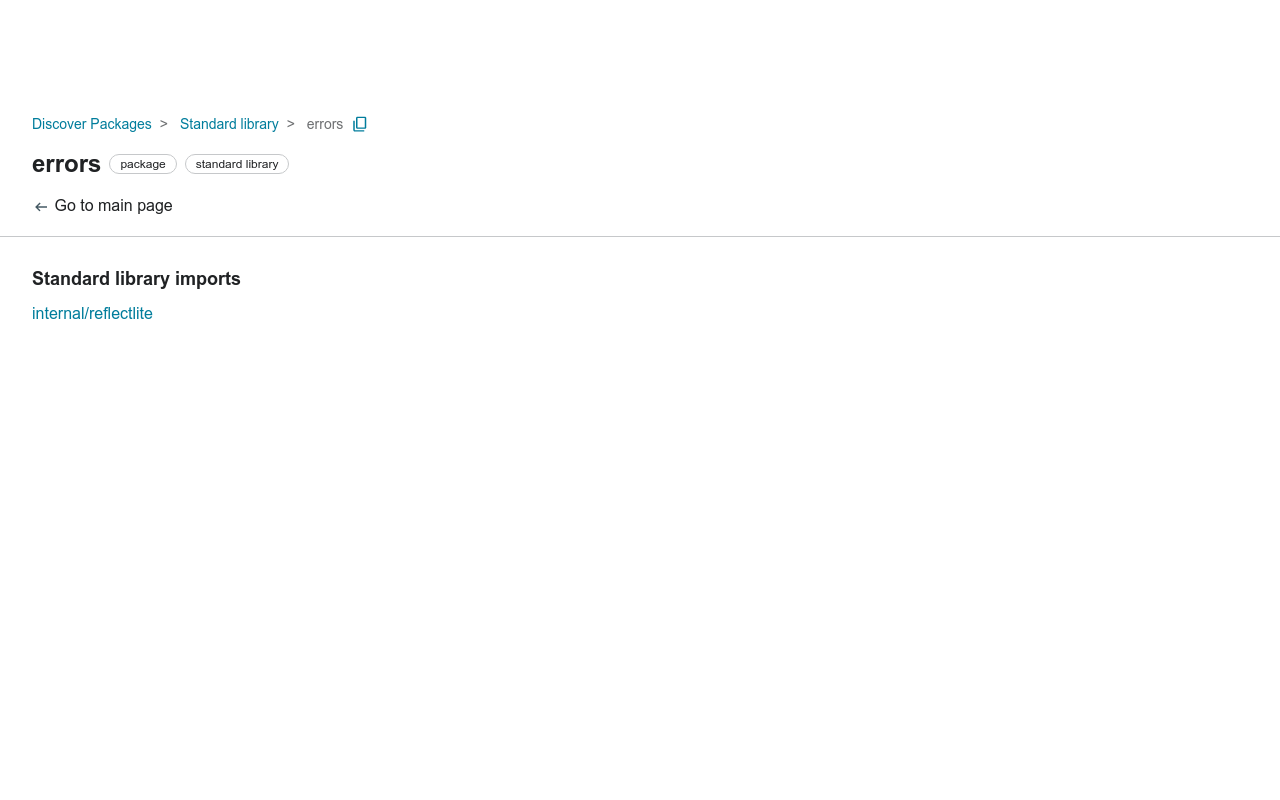 Discover Packages > Standard library > errors
errors package standard library
← Go to main page
Standard library imports
internal/reflectlite